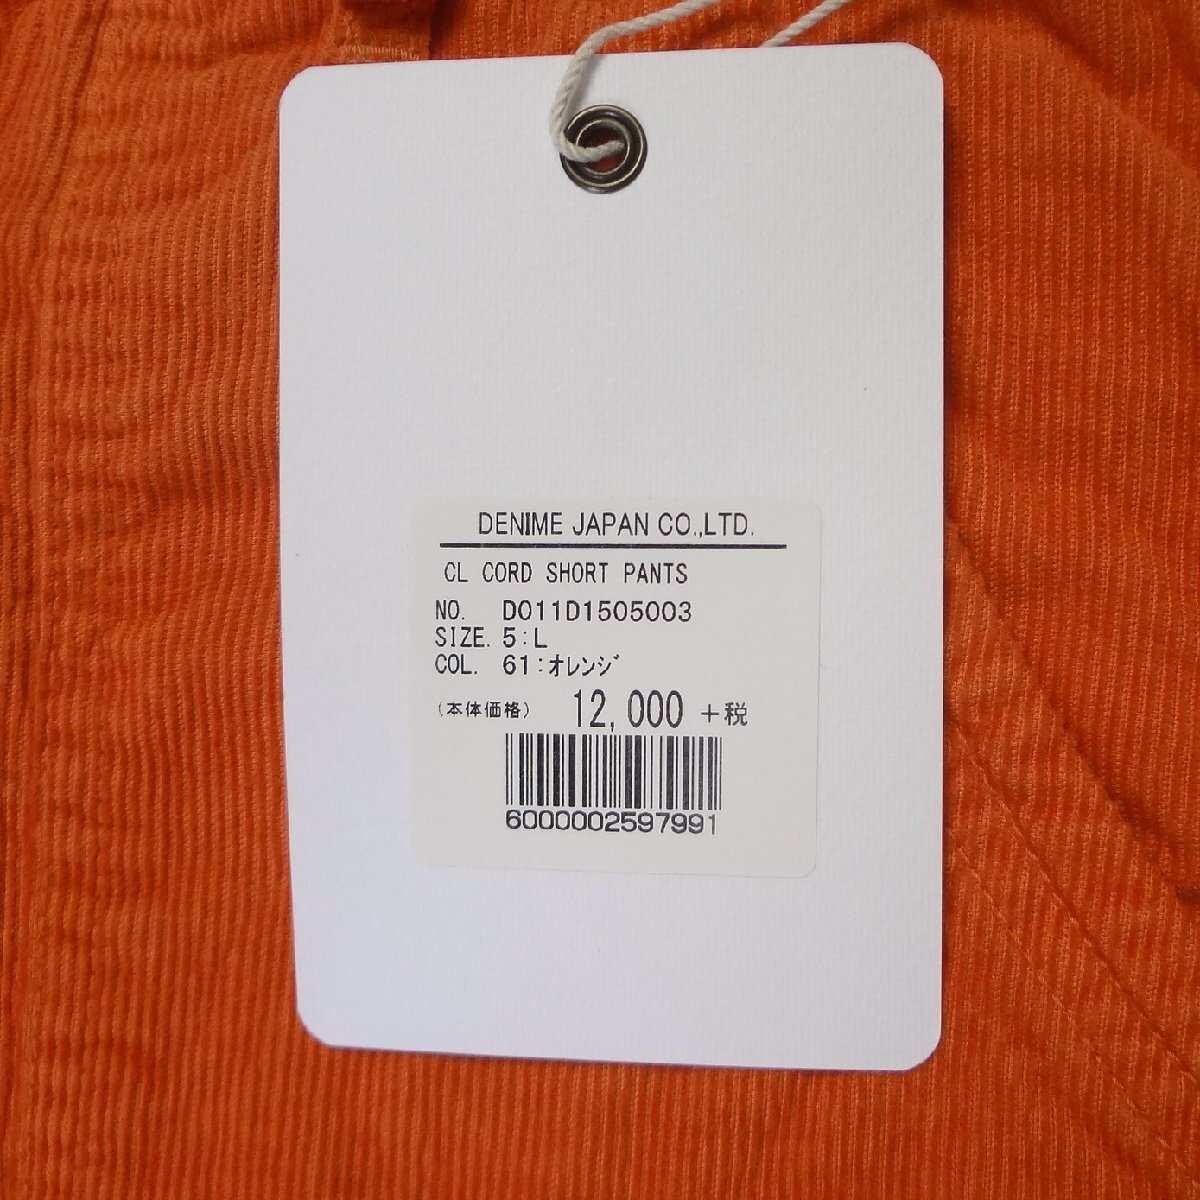 DENIME JAPAN CO.,LTD.
CL CORD SHORT PANTS
NO. D011D1505003
SIZE. 5:L
COL. 61:ｵﾚﾝｼﾞ
(本体価格) 12,000 +税
6000002597991